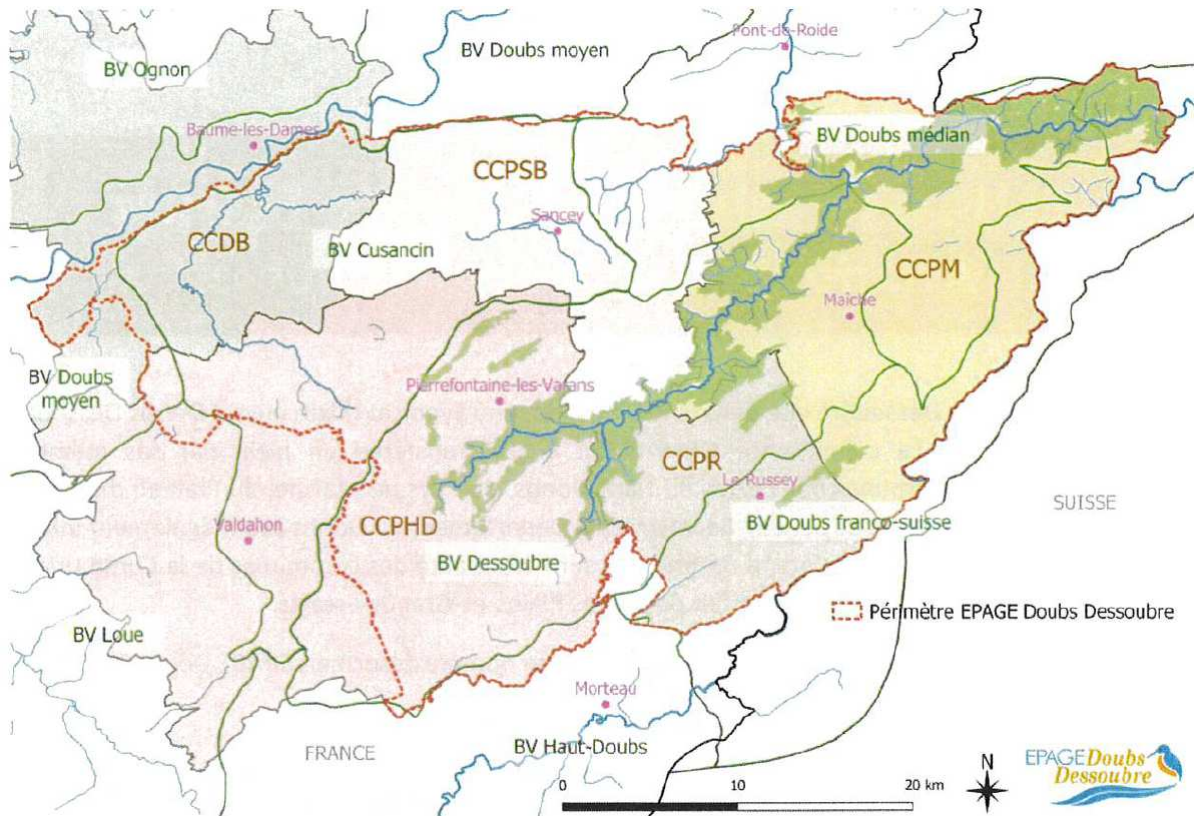 BV Ognon
BV Doubs moyen
Pont-de-Roide
Baume-les-Dames
BV Doubs médian
CCPSB
Sancey
CCDB
BV Cusancin
CCPM
Maîche
BV Doubs
moyen
Pierrefontaine-les-Varans
CCPR
Le Russey
SUISSE
Valdahon
CCPHD
BV Doubs franco-suisse
BV Dessoubre
Périmètre EPAGE Doubs Dessoubre
BV Loue
Morteau
FRANCE
BV Haut-Doubs
N
EPAGE Doubs
Dessoubre
0 10 20 km